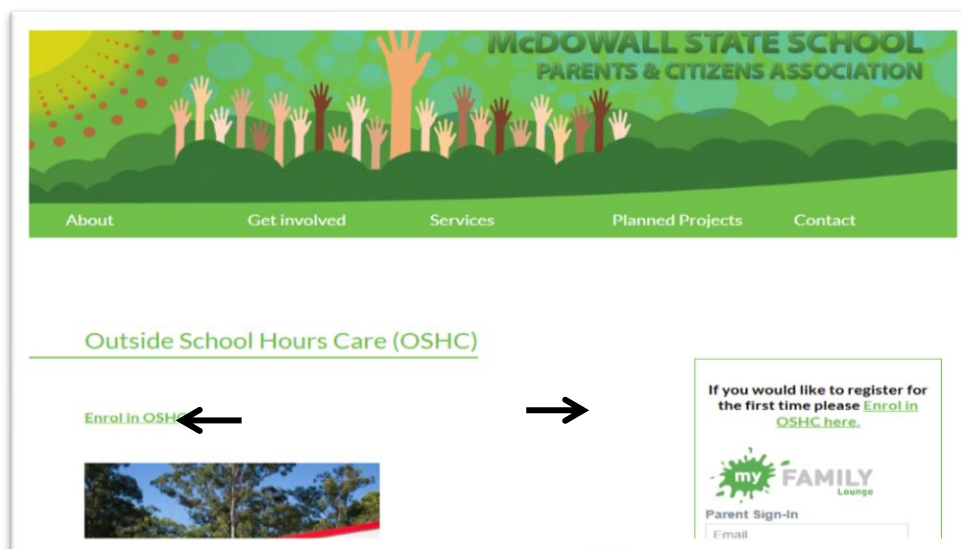 McDOWALL STATE SCHOOL
PARENTS & CITIZENS ASSOCIATION
About Get involved Services Planned Projects Contact
Outside School Hours Care (OSHC)
Enrol in OSHC
If you would like to register for
the first time please Enrol in
OSHC here.
my FAMILY
Lounge
Parent Sign-In
Email